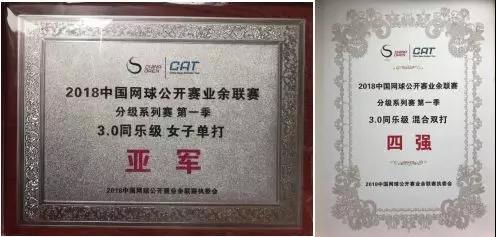 CHINA OPEN
CAT
2018中国网球公开赛业余联赛
分级系列赛 第一季
3.0同乐级 女子单打
亚军
2018中国网球公开赛业余联赛执委会
CHINA OPEN
CAT
2018中国网球公开赛业余联赛
分级系列赛 第一季
3.0同乐级 混合双打
四强
2018中国网球公开赛业余联赛执委会